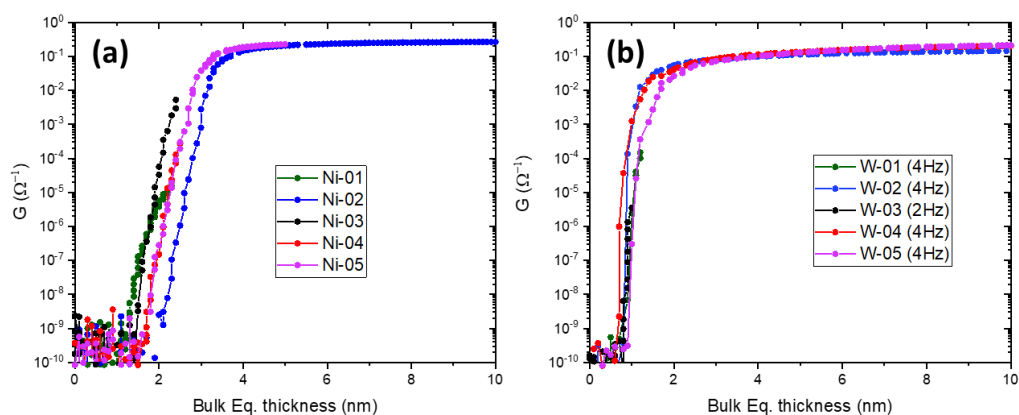 (a)
G (Ω⁻¹)
10⁰
10⁻¹
10⁻²
10⁻³
10⁻⁴
10⁻⁵
10⁻⁶
10⁻⁷
10⁻⁸
10⁻⁹
10⁻¹⁰
Ni-01
Ni-02
Ni-03
Ni-04
Ni-05
0 2 4 6 8 10
Bulk Eq. thickness (nm)
(b)
G (Ω⁻¹)
10⁰
10⁻¹
10⁻²
10⁻³
10⁻⁴
10⁻⁵
10⁻⁶
10⁻⁷
10⁻⁸
10⁻⁹
10⁻¹⁰
W-01 (4Hz)
W-02 (4Hz)
W-03 (2Hz)
W-04 (4Hz)
W-05 (4Hz)
0 2 4 6 8 10
Bulk Eq. thickness (nm)